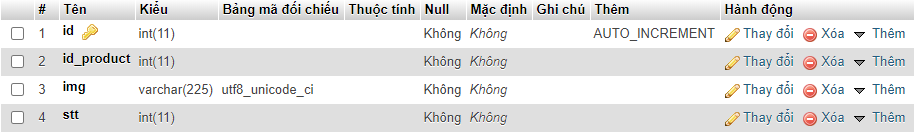 # Tên Kiểu Bảng mã đối chiếu Thuộc tính Null Mặc định Ghi chú Thêm Hành động
1 id int(11) Không Không AUTO_INCREMENT Thay đổi Xóa Thêm
2 id_product int(11) Không Không Thay đổi Xóa Thêm
3 img varchar(225) utf8_unicode_ci Không Không Thay đổi Xóa Thêm
4 stt int(11) Không Không Thay đổi Xóa Thêm